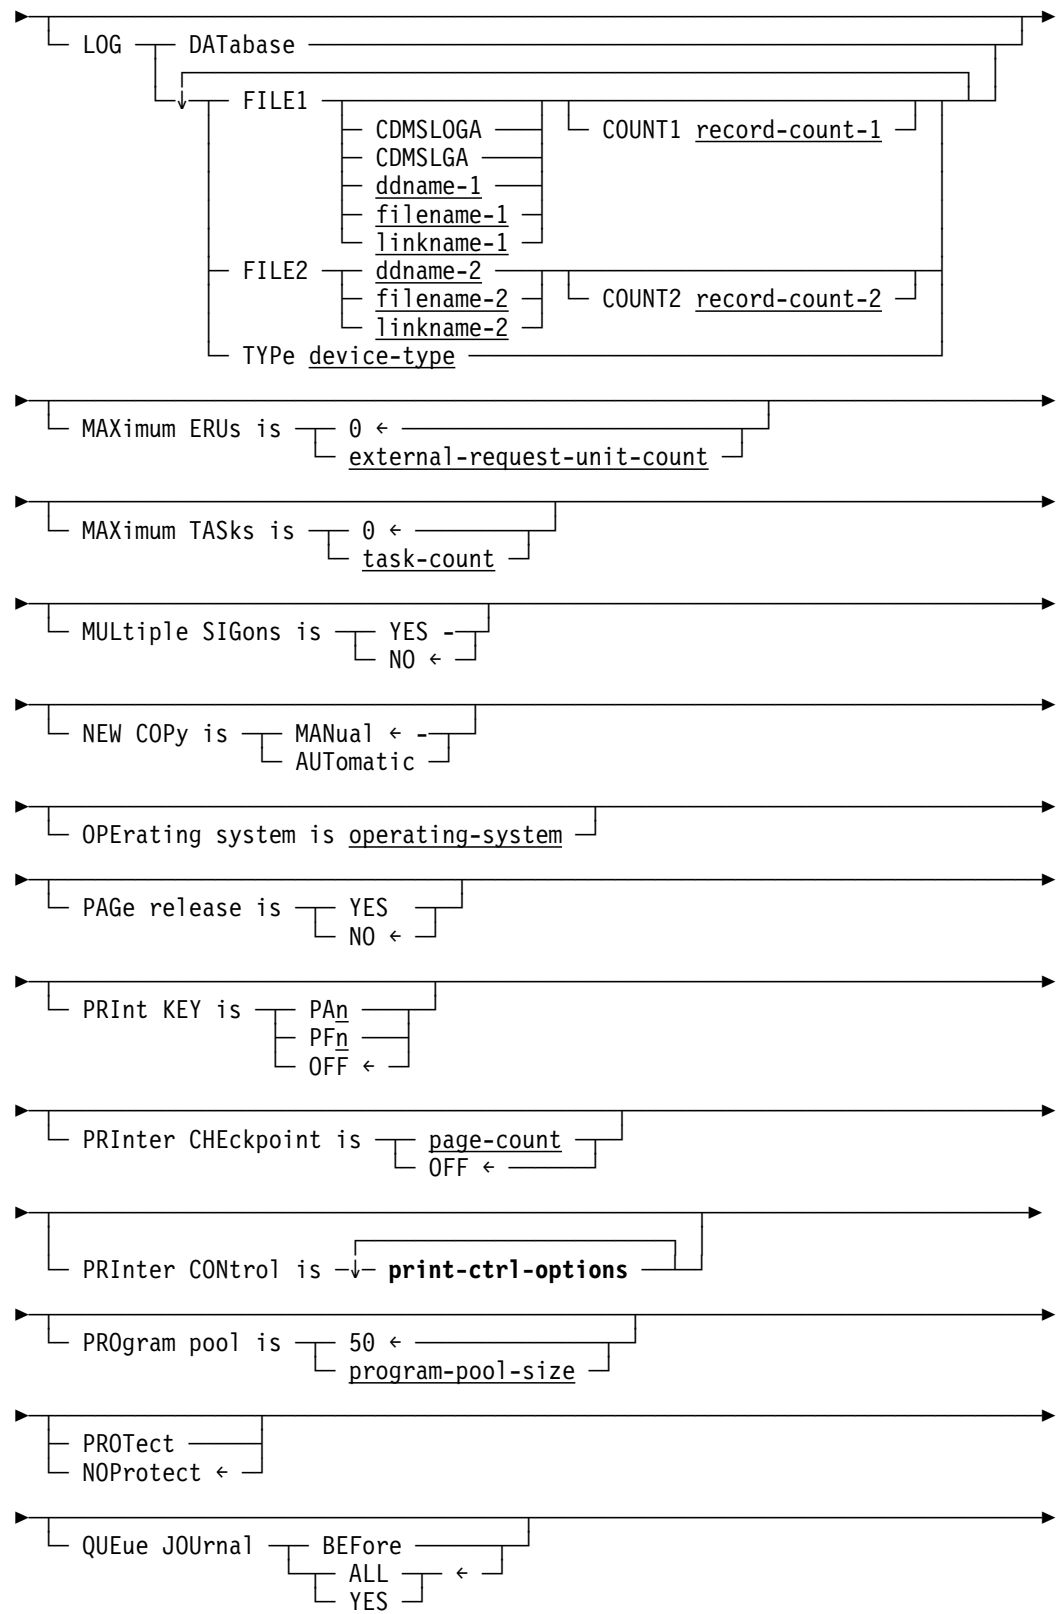 LOG DATabase
FILE1
CDMSLOGA COUNT1 record-count-1
CDMSLGA
ddname-1
filename-1
linkname-1
FILE2 ddname-2
filename-2 COUNT2 record-count-2
linkname-2
TYPe device-type
MAXimum ERUs is 0 ←
external-request-unit-count
MAXimum TASks is 0 ←
task-count
MULtiple SIGons is YES
NO ←
NEW COPy is MANual ←
AUTomatic
OPErating system is operating-system
PAGe release is YES
NO ←
PRInt KEY is PAn
PFn
OFF ←
PRInter CHEckpoint is page-count
OFF ←
PRInter CONtrol is print-ctrl-options
PROgram pool is 50 ←
program-pool-size
PROTect
NOProtect ←
QUEue JOUrnal BEFore
ALL ←
YES